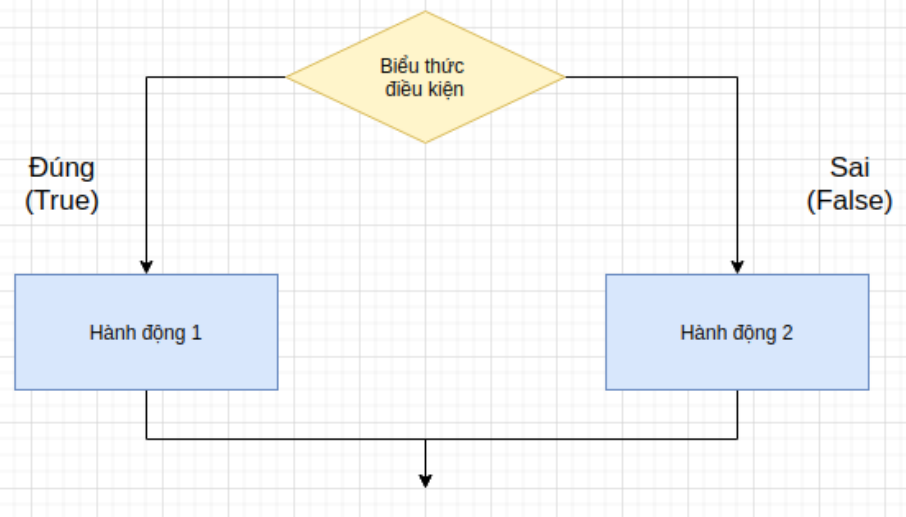 Biểu thức
điều kiện
Đúng
(True)
Sai
(False)
Hành động 1
Hành động 2